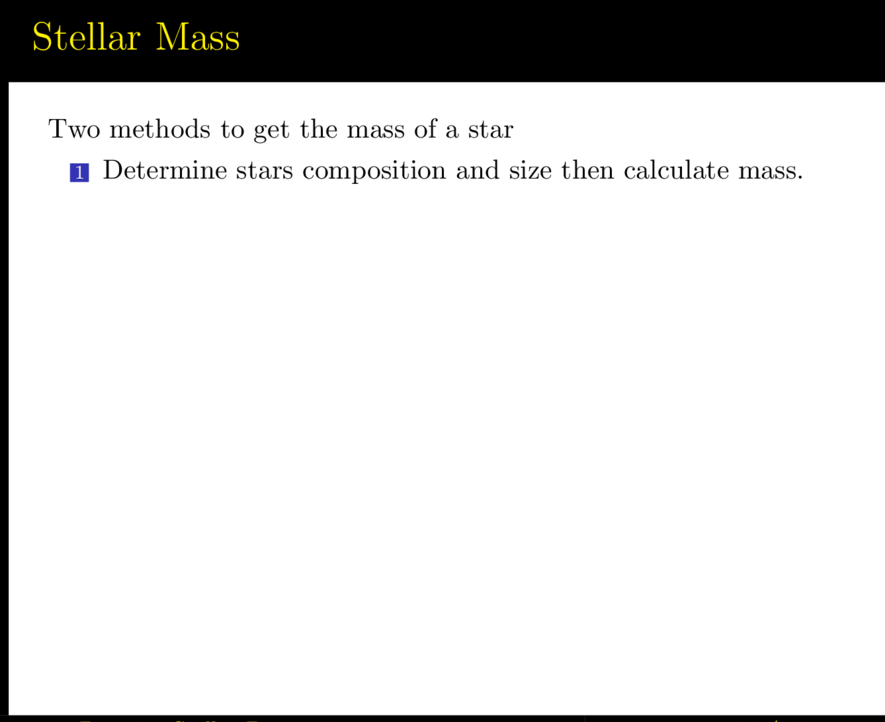 Stellar Mass
Two methods to get the mass of a star
1 Determine stars composition and size then calculate mass.